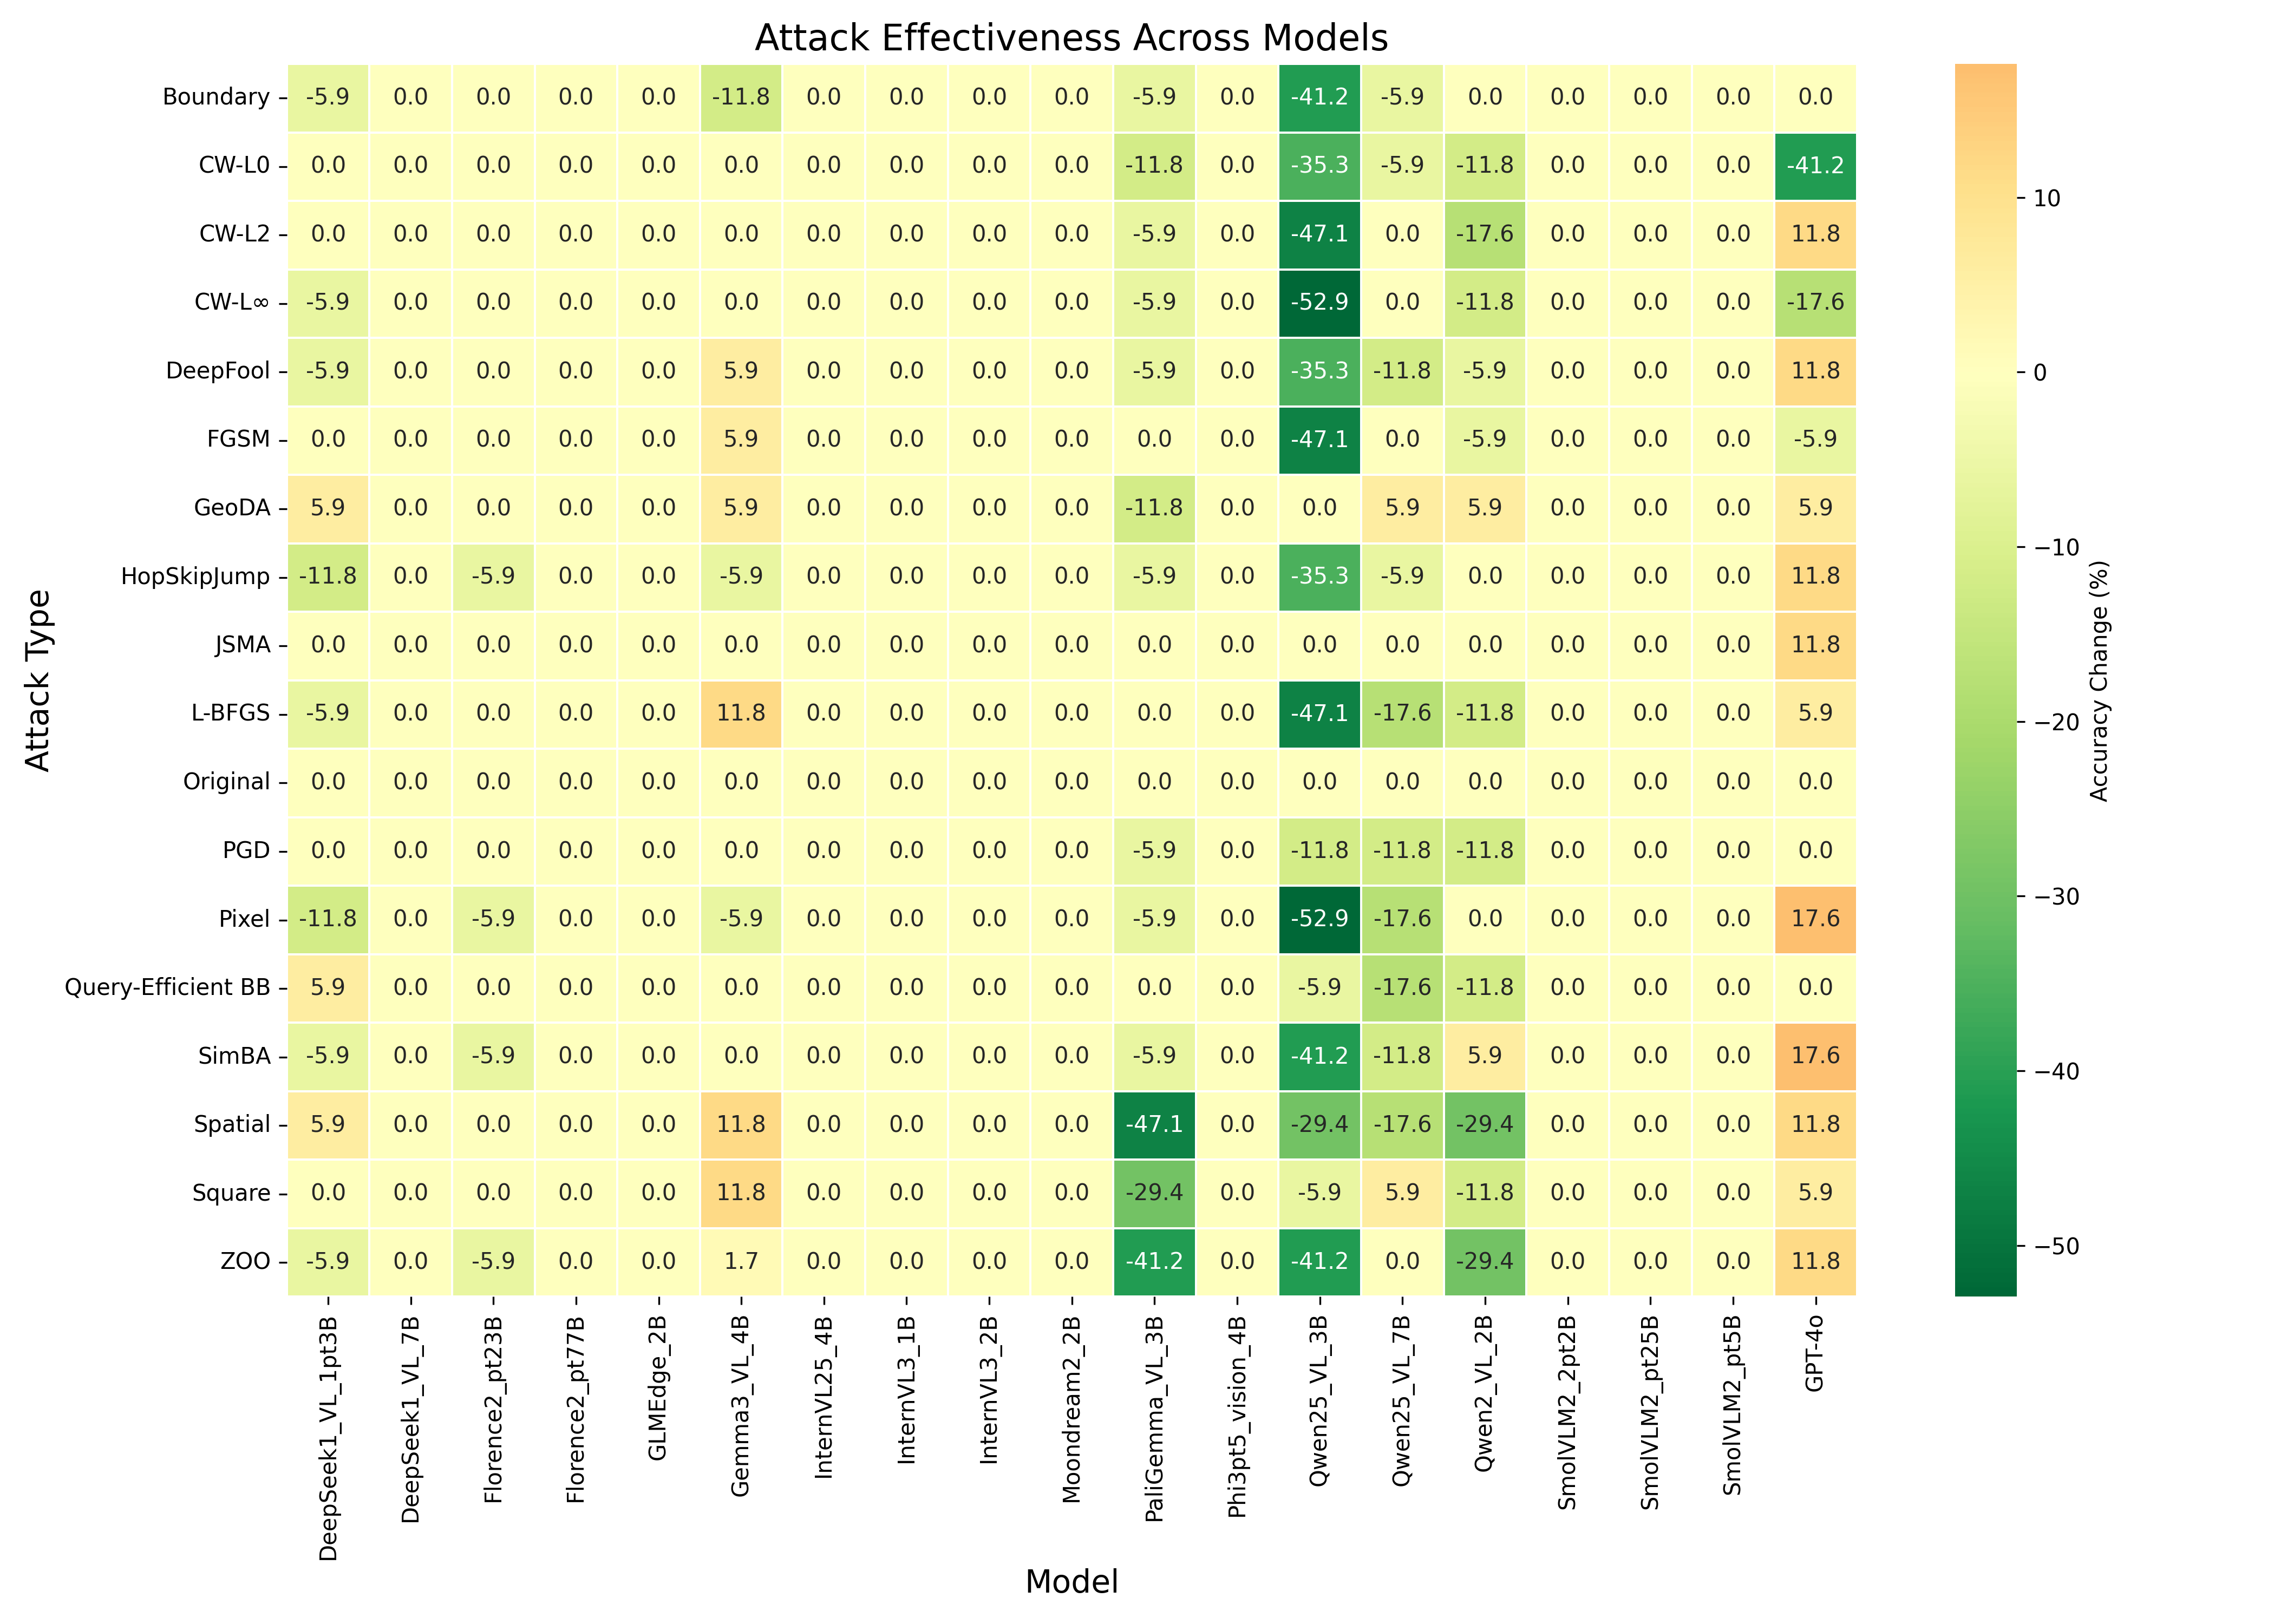 Attack Effectiveness Across Models
Attack Type
Boundary -5.9 0.0 0.0 0.0 0.0 -11.8 0.0 0.0 0.0 0.0 -5.9 0.0 -41.2 -5.9 0.0 0.0 0.0 0.0 0.0
CW-L0 0.0 0.0 0.0 0.0 0.0 0.0 0.0 0.0 0.0 0.0 -11.8 0.0 -35.3 -5.9 -11.8 0.0 0.0 0.0 -41.2
CW-L2 0.0 0.0 0.0 0.0 0.0 0.0 0.0 0.0 0.0 0.0 -5.9 0.0 -47.1 0.0 -17.6 0.0 0.0 0.0 11.8
CW-L∞ -5.9 0.0 0.0 0.0 0.0 0.0 0.0 0.0 0.0 0.0 -5.9 0.0 -52.9 0.0 -11.8 0.0 0.0 0.0 -17.6
DeepFool -5.9 0.0 0.0 0.0 0.0 5.9 0.0 0.0 0.0 0.0 -5.9 0.0 -35.3 -11.8 -5.9 0.0 0.0 0.0 11.8
FGSM 0.0 0.0 0.0 0.0 0.0 5.9 0.0 0.0 0.0 0.0 0.0 0.0 -47.1 0.0 -5.9 0.0 0.0 0.0 -5.9
GeoDA 5.9 0.0 0.0 0.0 0.0 5.9 0.0 0.0 0.0 0.0 -11.8 0.0 0.0 5.9 5.9 0.0 0.0 0.0 5.9
HopSkipJump -11.8 0.0 -5.9 0.0 0.0 -5.9 0.0 0.0 0.0 0.0 -5.9 0.0 -35.3 -5.9 0.0 0.0 0.0 0.0 11.8
JSMA 0.0 0.0 0.0 0.0 0.0 0.0 0.0 0.0 0.0 0.0 0.0 0.0 0.0 0.0 0.0 0.0 0.0 0.0 11.8
L-BFGS -5.9 0.0 0.0 0.0 0.0 11.8 0.0 0.0 0.0 0.0 0.0 0.0 -47.1 -17.6 -11.8 0.0 0.0 0.0 5.9
Original 0.0 0.0 0.0 0.0 0.0 0.0 0.0 0.0 0.0 0.0 0.0 0.0 0.0 0.0 0.0 0.0 0.0 0.0 0.0
PGD 0.0 0.0 0.0 0.0 0.0 0.0 0.0 0.0 0.0 0.0 -5.9 0.0 -11.8 -11.8 -11.8 0.0 0.0 0.0 0.0
Pixel -11.8 0.0 -5.9 0.0 0.0 -5.9 0.0 0.0 0.0 0.0 -5.9 0.0 -52.9 -17.6 0.0 0.0 0.0 0.0 17.6
Query-Efficient BB 5.9 0.0 0.0 0.0 0.0 0.0 0.0 0.0 0.0 0.0 0.0 0.0 -5.9 -17.6 -11.8 0.0 0.0 0.0 0.0
SimBA -5.9 0.0 -5.9 0.0 0.0 0.0 0.0 0.0 0.0 0.0 -5.9 0.0 -41.2 -11.8 5.9 0.0 0.0 0.0 17.6
Spatial 5.9 0.0 0.0 0.0 0.0 11.8 0.0 0.0 0.0 0.0 -47.1 0.0 -29.4 -17.6 -29.4 0.0 0.0 0.0 11.8
Square 0.0 0.0 0.0 0.0 0.0 11.8 0.0 0.0 0.0 0.0 -29.4 0.0 -5.9 5.9 -11.8 0.0 0.0 0.0 5.9
ZOO -5.9 0.0 -5.9 0.0 0.0 1.7 0.0 0.0 0.0 0.0 -41.2 0.0 -41.2 0.0 -29.4 0.0 0.0 0.0 11.8
DeepSeek1_VL_1pt3B
DeepSeek1_VL_7B
Florence2_pt23B
Florence2_pt77B
GLMEdge_2B
Gemma3_VL_4B
InternVL25_4B
InternVL3_1B
InternVL3_2B
Moondream2_2B
PaliGemma_VL_3B
Phi3pt5_vision_4B
Qwen25_VL_3B
Qwen25_VL_7B
Qwen2_VL_2B
SmolVLM2_2pt2B
SmolVLM2_pt25B
SmolVLM2_pt5B
GPT-4o
Model
10
0
−10
−20
−30
−40
−50
Accuracy Change (%)